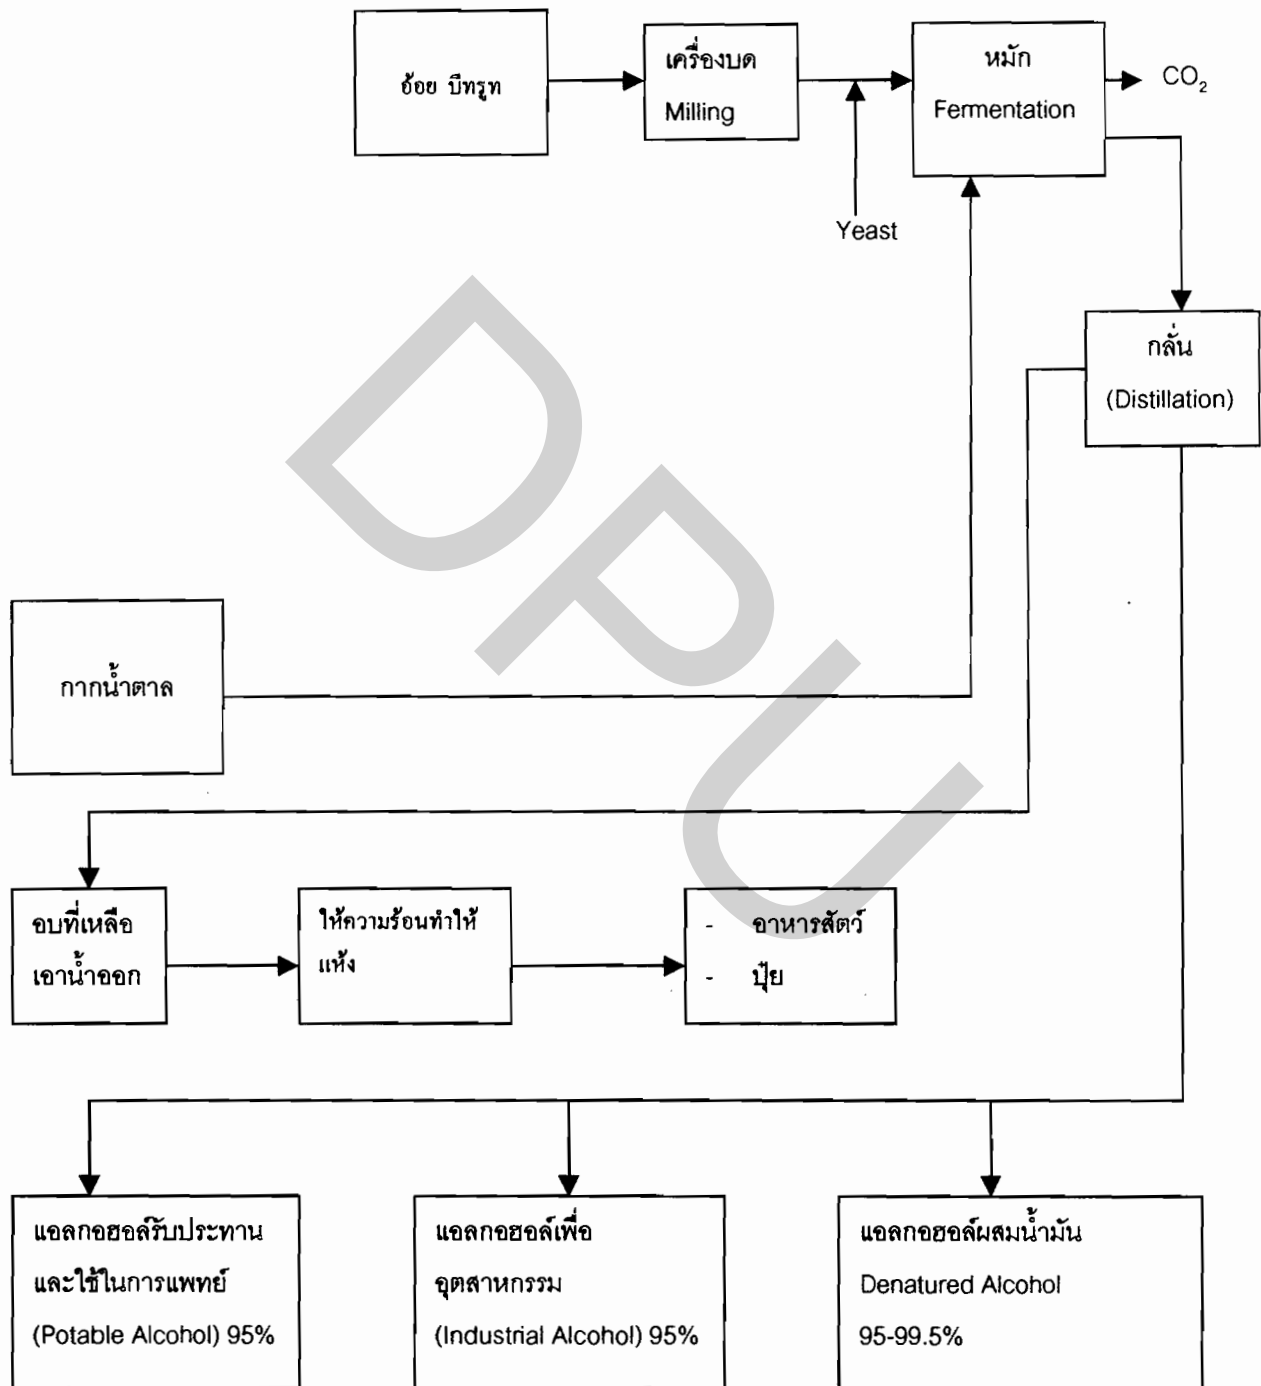 อ้อย บีทรูท
เครื่องบด
Milling
หมัก
Fermentation
CO₂
Yeast
กลั่น
(Distillation)
กากน้ำตาล
อบที่เหลือ
เอาน้ำออก
ให้ความร้อนทำให้
แห้ง
- อาหารสัตว์
- ปุ๋ย
แอลกอฮอล์รับประทาน
และใช้ในการแพทย์
(Potable Alcohol) 95%
แอลกอฮอล์เพื่อ
อุตสาหกรรม
(Industrial Alcohol) 95%
แอลกอฮอล์ผสมน้ำมัน
Denatured Alcohol
95-99.5%
DPU